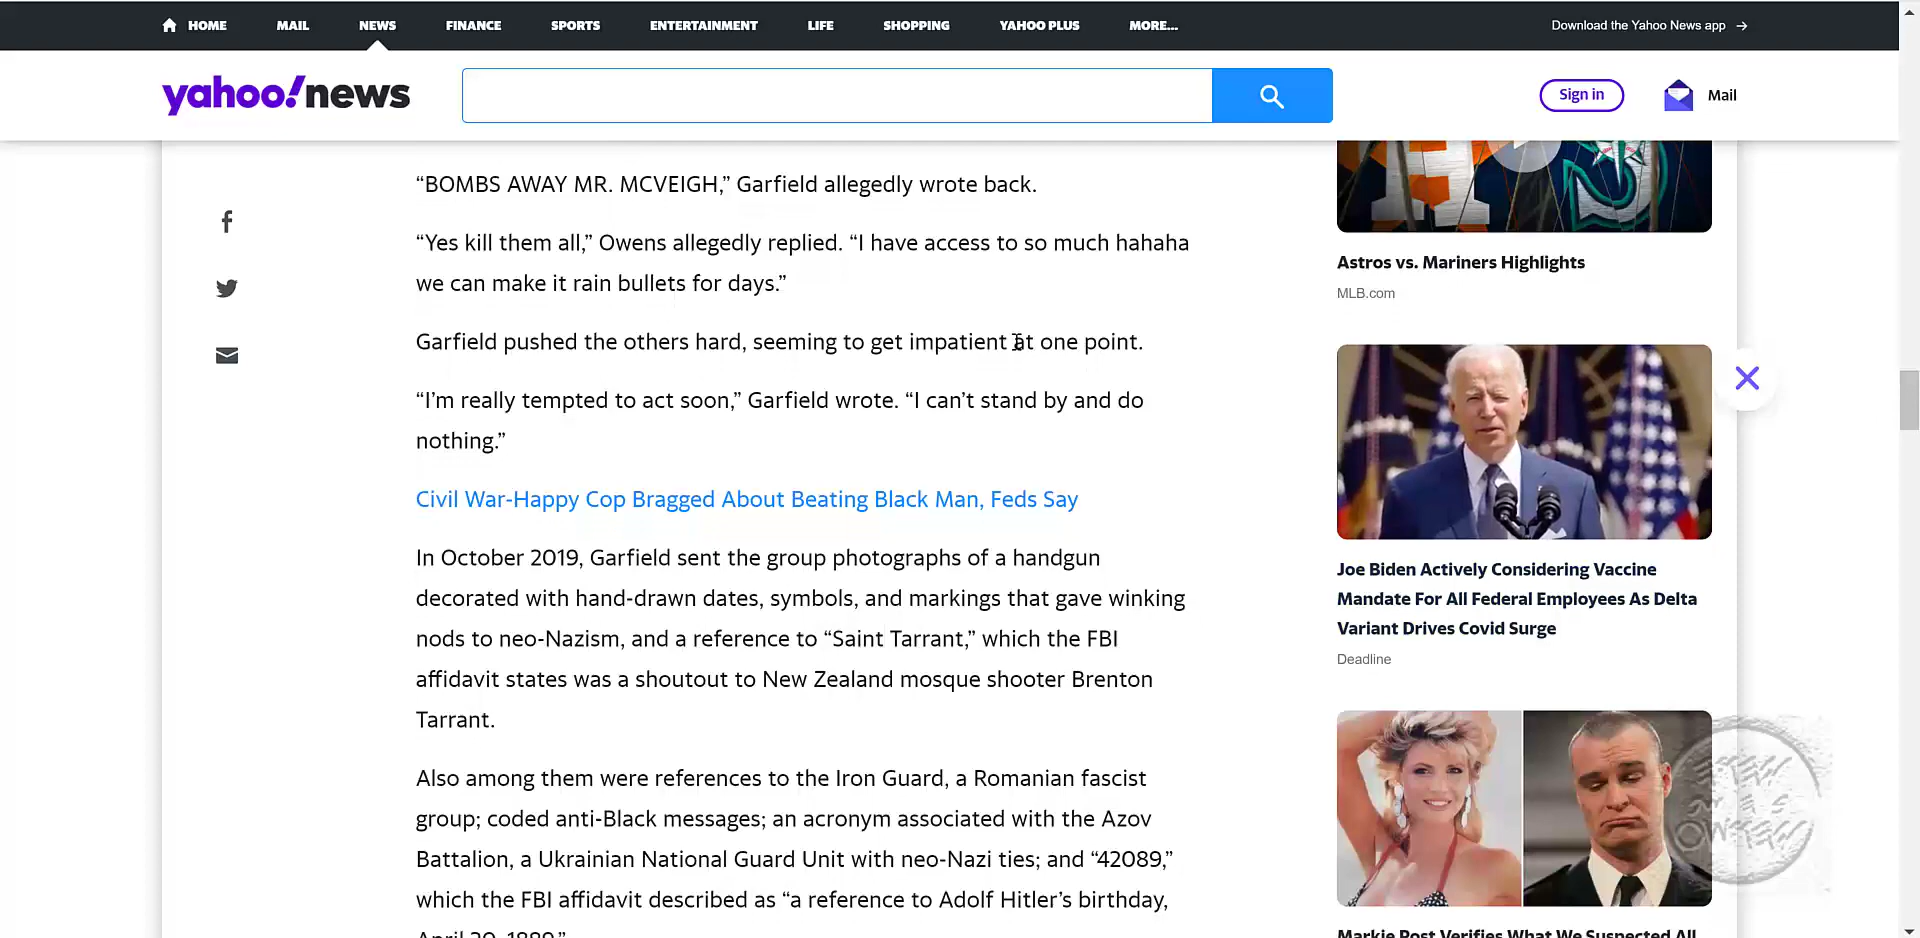 HOME MAIL NEWS FINANCE SPORTS ENTERTAINMENT LIFE SHOPPING YAHOO PLUS MORE... Download the Yahoo News app →
yahoo!news
Sign in
Mail
“BOMBS AWAY MR. MCVEIGH,” Garfield allegedly wrote back.
“Yes kill them all,” Owens allegedly replied. “I have access to so much hahaha
we can make it rain bullets for days.”
Garfield pushed the others hard, seeming to get impatient at one point.
“I’m really tempted to act soon,” Garfield wrote. “I can’t stand by and do
nothing.”
Civil War-Happy Cop Bragged About Beating Black Man, Feds Say
In October 2019, Garfield sent the group photographs of a handgun
decorated with hand-drawn dates, symbols, and markings that gave winking
nods to neo-Nazism, and a reference to “Saint Tarrant,” which the FBI
affidavit states was a shoutout to New Zealand mosque shooter Brenton
Tarrant.
Also among them were references to the Iron Guard, a Romanian fascist
group; coded anti-Black messages; an acronym associated with the Azov
Battalion, a Ukrainian National Guard Unit with neo-Nazi ties; and “42089,”
which the FBI affidavit described as “a reference to Adolf Hitler’s birthday,
April 20, 1889.”
Astros vs. Mariners Highlights
MLB.com
Joe Biden Actively Considering Vaccine
Mandate For All Federal Employees As Delta
Variant Drives Covid Surge
Deadline
Markie Post Verifies What We Suspected All